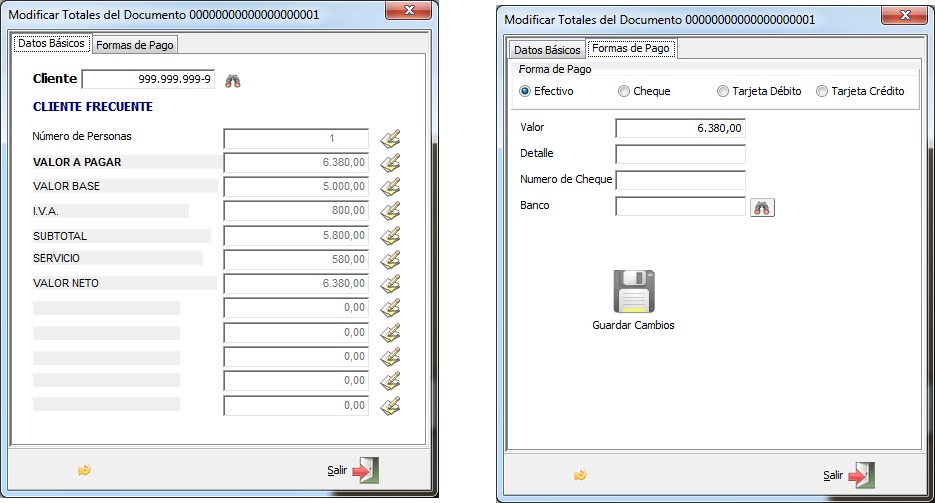 Modificar Totales del Documento 00000000000000000001
Datos Básicos Formas de Pago
Cliente 999.999.999-9
CLIENTE FRECUENTE
Número de Personas 1
VALOR A PAGAR 6.380,00
VALOR BASE 5.000,00
I.V.A. 800,00
SUBTOTAL 5.800,00
SERVICIO 580,00
VALOR NETO 6.380,00
0,00
0,00
0,00
0,00
0,00
Salir
Modificar Totales del Documento 00000000000000000001
Datos Básicos Formas de Pago
Forma de Pago
Efectivo Cheque Tarjeta Débito Tarjeta Crédito
Valor 6.380,00
Detalle
Numero de Cheque
Banco
Guardar Cambios
Salir